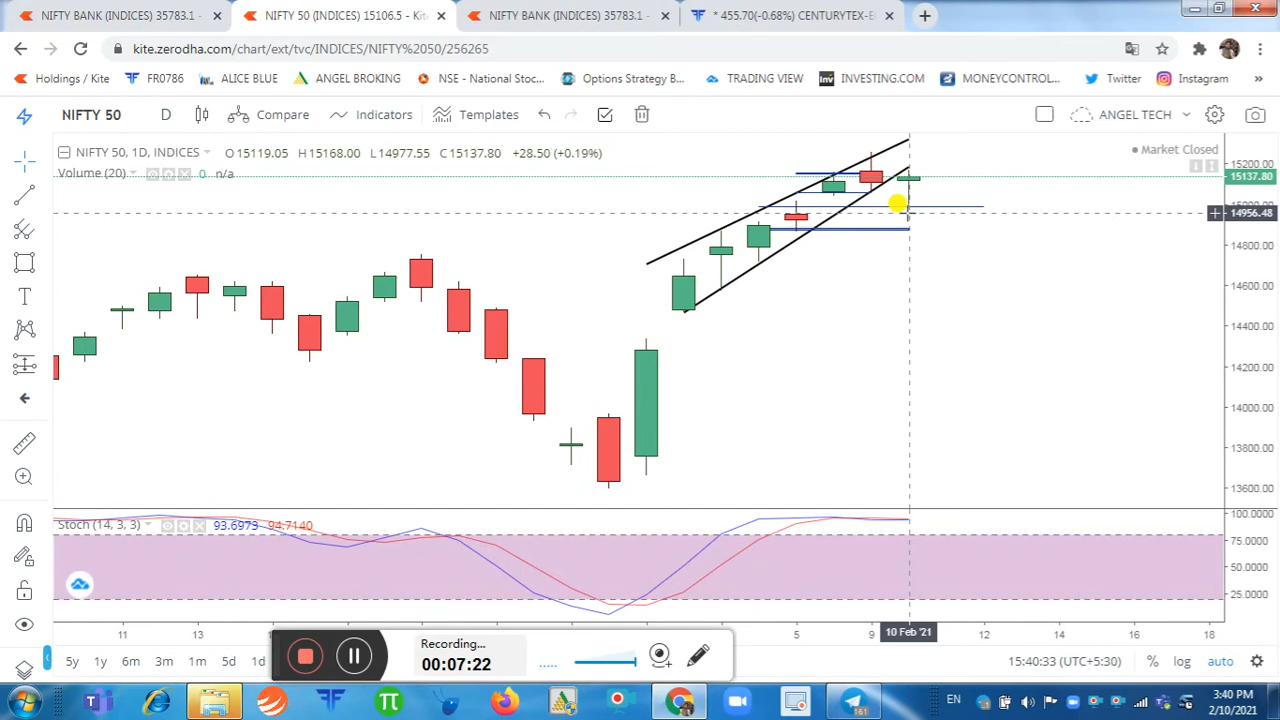 NIFTY BANK (INDICES) 35783.1 -
NIFTY 50 (INDICES) 15106.5 - Kit
NIFTY BANK (INDICES) 35783.1 -
* 455.70(-0.68%) CENTURYTEX-E
kite.zerodha.com/chart/ext/tvc/INDICES/NIFTY%2050/256265
Holdings / Kite
FR0786
ALICE BLUE
ANGEL BROKING
NSE - National Stoc...
Options Strategy B...
TRADING VIEW
INVESTING.COM
MONEYCONTROL...
Twitter
Instagram
»
NIFTY 50
D
Compare
Indicators
Templates
ANGEL TECH
NIFTY 50, 1D, INDICES
O15119.05 H15168.00 L14977.55 C15137.80 +28.50 (+0.19%)
Market Closed
Volume (20)
0 n/a
15200.00
15137.80
14956.48
14800.00
14600.00
14400.00
14200.00
14000.00
13800.00
13600.00
Stoch (14, 3, 3)
93.6973 94.7140
100.0000
75.0000
50.0000
25.0000
11
13
5
9
10 Feb '21
12
14
16
18
Recording...
00:07:22
5y
1y
6m
3m
1m
5d
1d
15:40:33 (UTC+5:30)
%
log
auto
161
EN
3:40 PM
2/10/2021